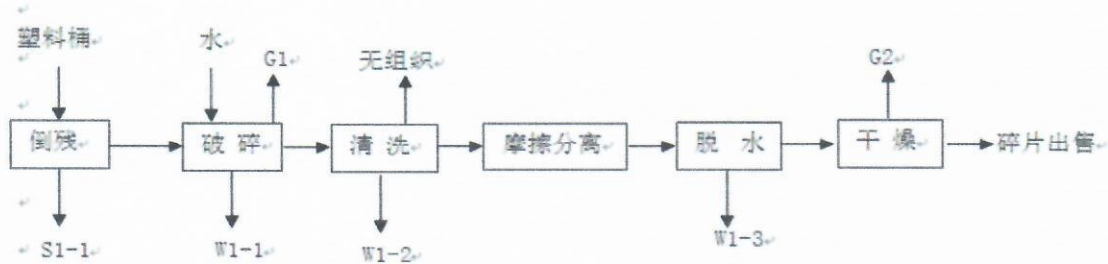 塑料桶
水
G1
无组织
G2
倒残
破 碎
清 洗
摩擦分离
脱 水
干 燥
碎片出售
S1-1
W1-1
W1-2
W1-3